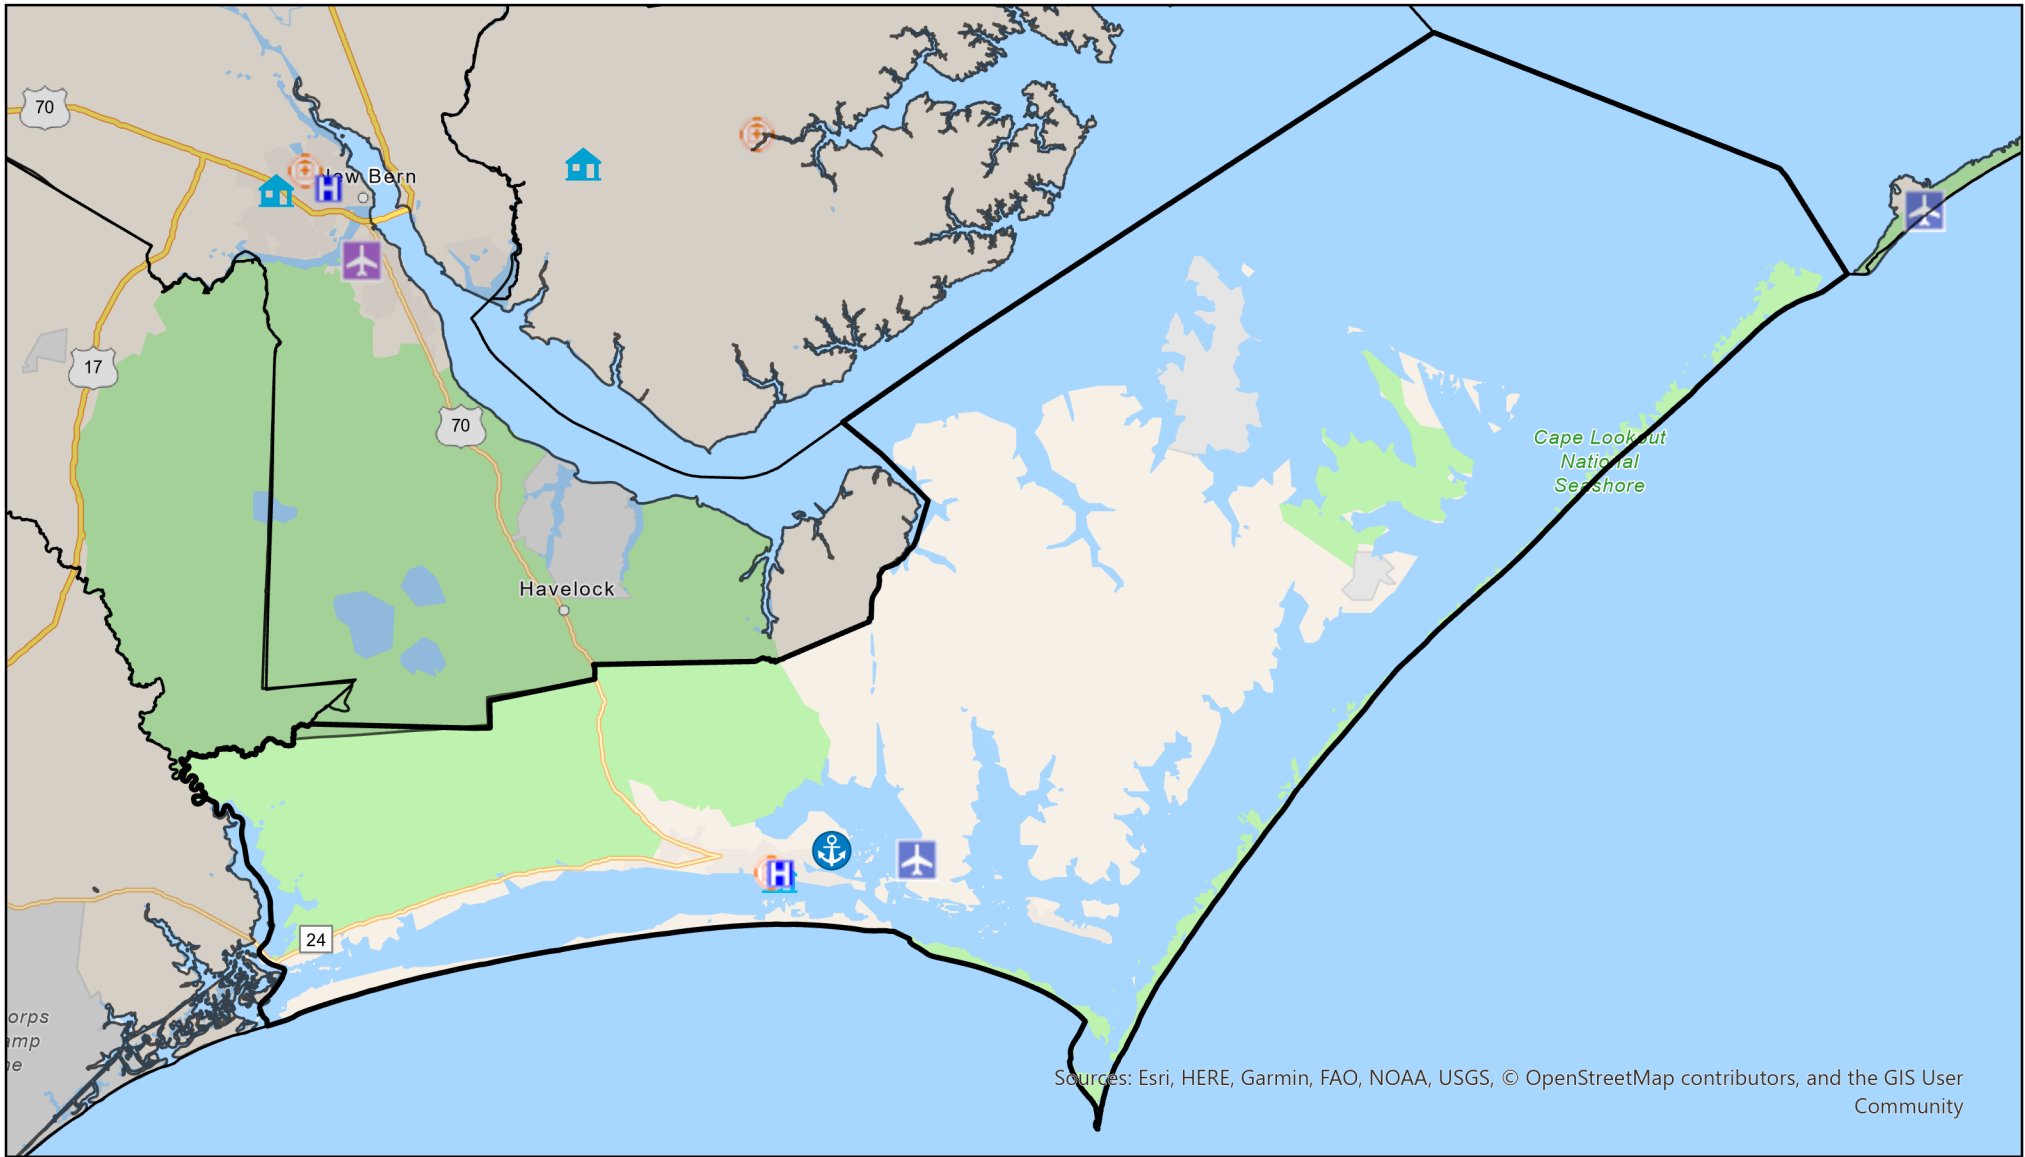 70
New Bern
H
17
70
Cape Lookout
National
Seashore
Havelock
H
24
orps
amp
ne
Sources: Esri, HERE, Garmin, FAO, NOAA, USGS, © OpenStreetMap contributors, and the GIS User
Community